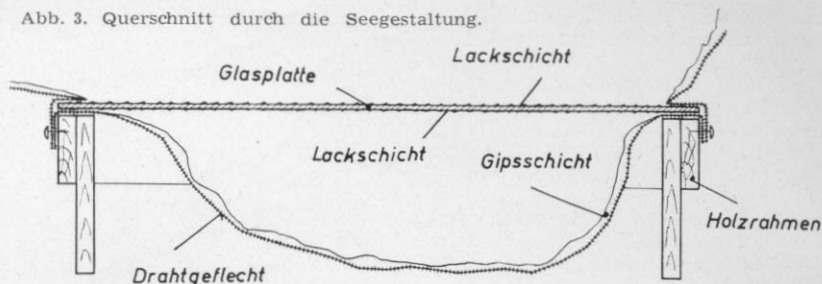 Abb. 3. Querschnitt durch die Seegestaltung.
Lackschicht
Glasplatte
Lackschicht
Gipsschicht
Holzrahmen
Drahtgeflecht